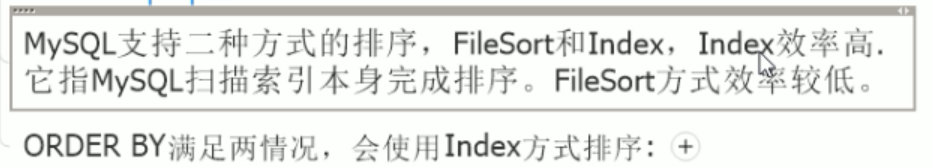 MySQL支持二种方式的排序，FileSort和Index，Index效率高.
它指MySQL扫描索引本身完成排序。FileSort方式效率较低。
ORDER BY满足两情况，会使用Index方式排序: